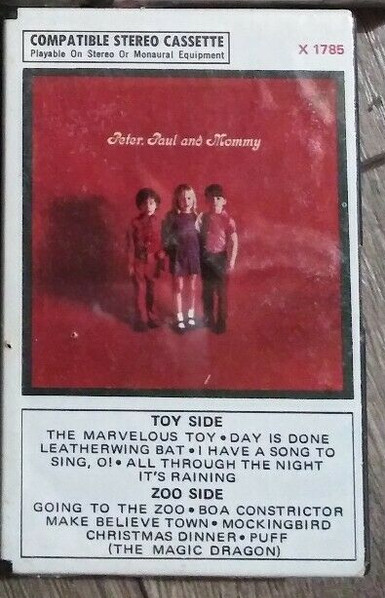 COMPATIBLE STEREO CASSETTE
Playable On Stereo Or Monaural Equipment
X 1785
Peter, Paul and Mommy
TOY SIDE
THE MARVELOUS TOY • DAY IS DONE
LEATHERWING BAT • I HAVE A SONG TO
SING, O! • ALL THROUGH THE NIGHT
IT'S RAINING
ZOO SIDE
GOING TO THE ZOO • BOA CONSTRICTOR
MAKE BELIEVE TOWN • MOCKINGBIRD
CHRISTMAS DINNER • PUFF
(THE MAGIC DRAGON)